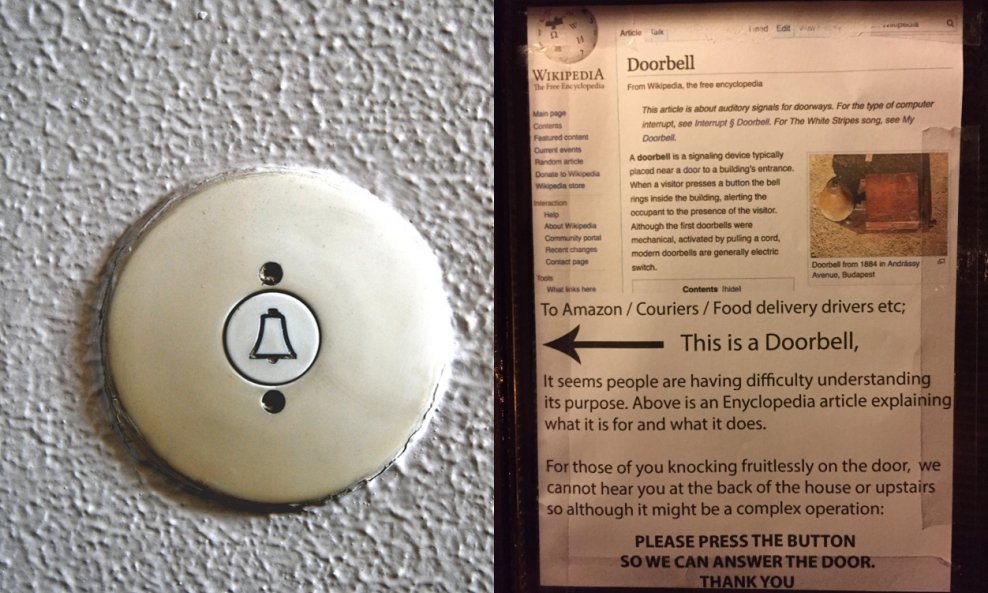 Article Talk
Read Edit
Wikipedia
WIKIPEDIA
The Free Encyclopedia
Doorbell
From Wikipedia, the free encyclopedia
This article is about auditory signals for doorways. For the type of computer
interrupt, see Interrupt § Doorbell. For The White Stripes song, see My
Doorbell.
Main page
Contents
Featured content
Current events
Random article
Donate to Wikipedia
Wikipedia store
Interaction
Help
About Wikipedia
Community portal
Recent changes
Contact page
Tools
What links here
A doorbell is a signaling device typically
placed near a door to a building's entrance.
When a visitor presses a button the bell
rings inside the building, alerting the
occupant to the presence of the visitor.
Although the first doorbells were
mechanical, activated by pulling a cord,
modern doorbells are generally electric
switch.
Doorbell from 1884 in Andrássy
Avenue, Budapest
Contents [hide]
To Amazon / Couriers / Food delivery drivers etc;
This is a Doorbell,
It seems people are having difficulty understanding
its purpose. Above is an Enyclopedia article explaining
what it is for and what it does.
For those of you knocking fruitlessly on the door, we
cannot hear you at the back of the house or upstairs
so although it might be a complex operation:
PLEASE PRESS THE BUTTON
SO WE CAN ANSWER THE DOOR.
THANK YOU